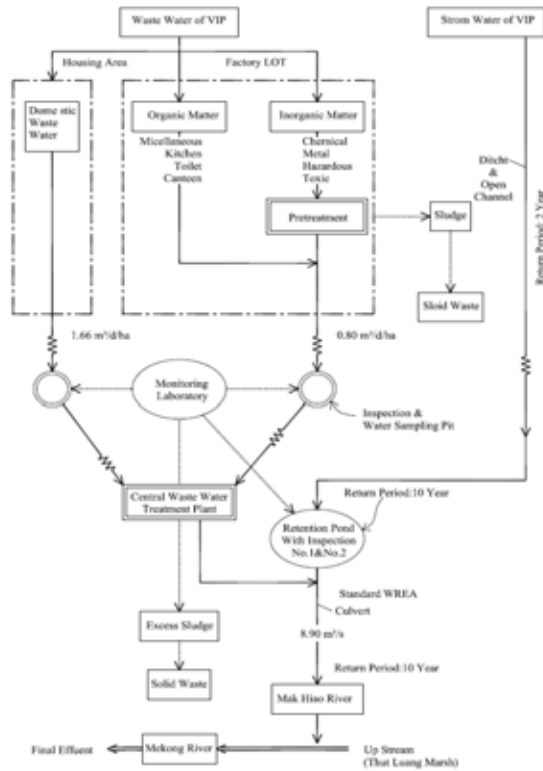 Waste Water of VIP
Strom Water of VIP
Housing Area
Factory LOT
Dome stic
Waste
Water
Organic Matter
Inorganic Matter
Micellaneous
Kitchen
Toilet
Canteen
Chemical
Metal
Hazardous
Toxic
Pretreatment
Sludge
Sloid Waste
Ditcht
&
Open
Channel
Return Period: 2 Year
1.66 m³/d/ha
0.80 m³/d/ha
Monitoring
Laboratory
Inspection &
Water Sampling Pit
Central Waste Water
Treatment Plant
Return Period:10 Year
Retention Pond
With Inspection
No.1&No.2
Standard WREA
Culvert
8.90 m³/s
Excess Sludge
Solid Waste
Return Period:10 Year
Mak Hiao River
Final Effluent
Mekong River
Up Stream
(That Luang Marsh)